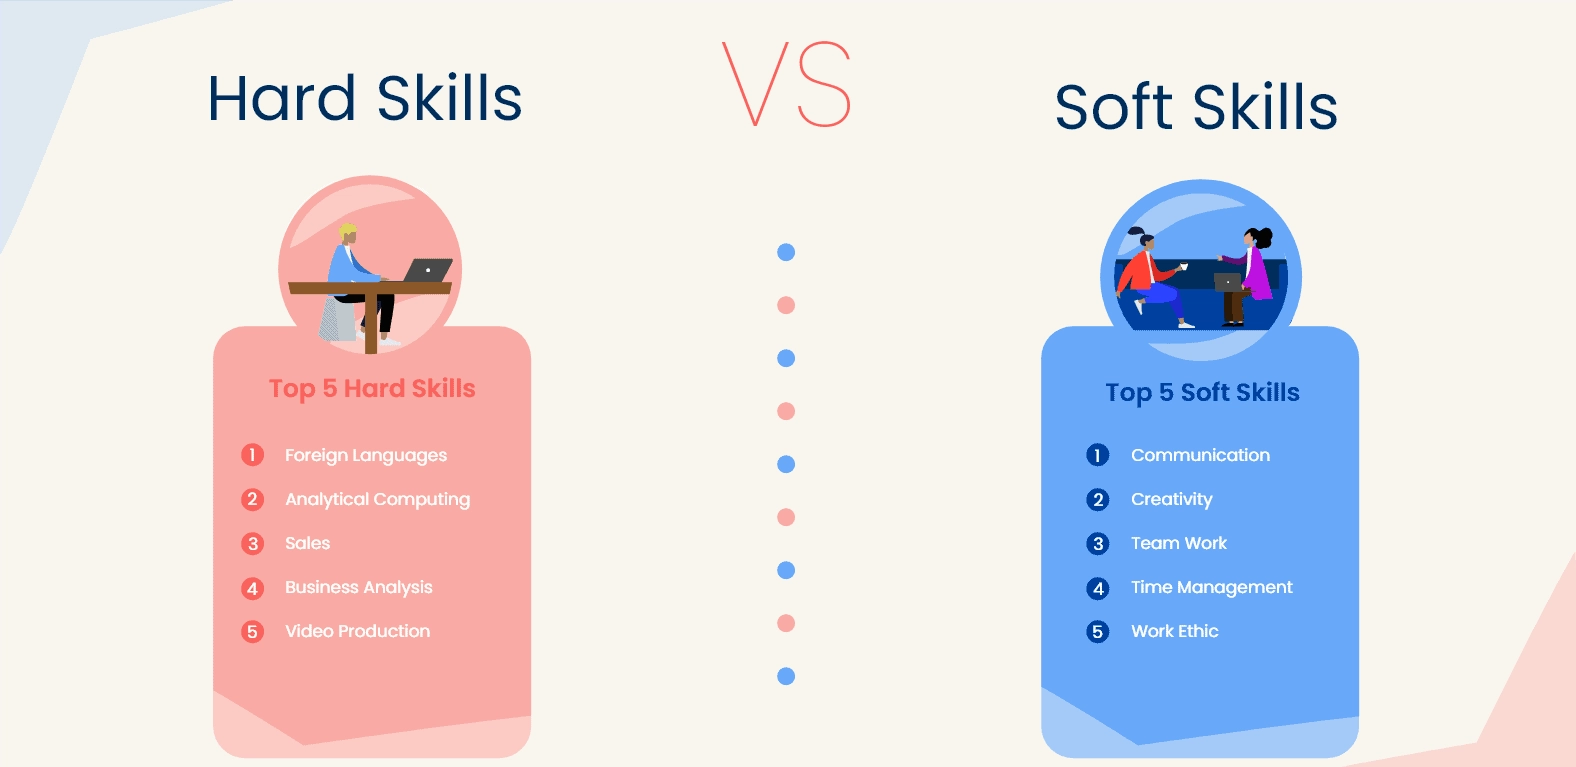 Hard Skills
VS
Soft Skills
Top 5 Hard Skills
1 Foreign Languages
2 Analytical Computing
3 Sales
4 Business Analysis
5 Video Production
Top 5 Soft Skills
1 Communication
2 Creativity
3 Team Work
4 Time Management
5 Work Ethic